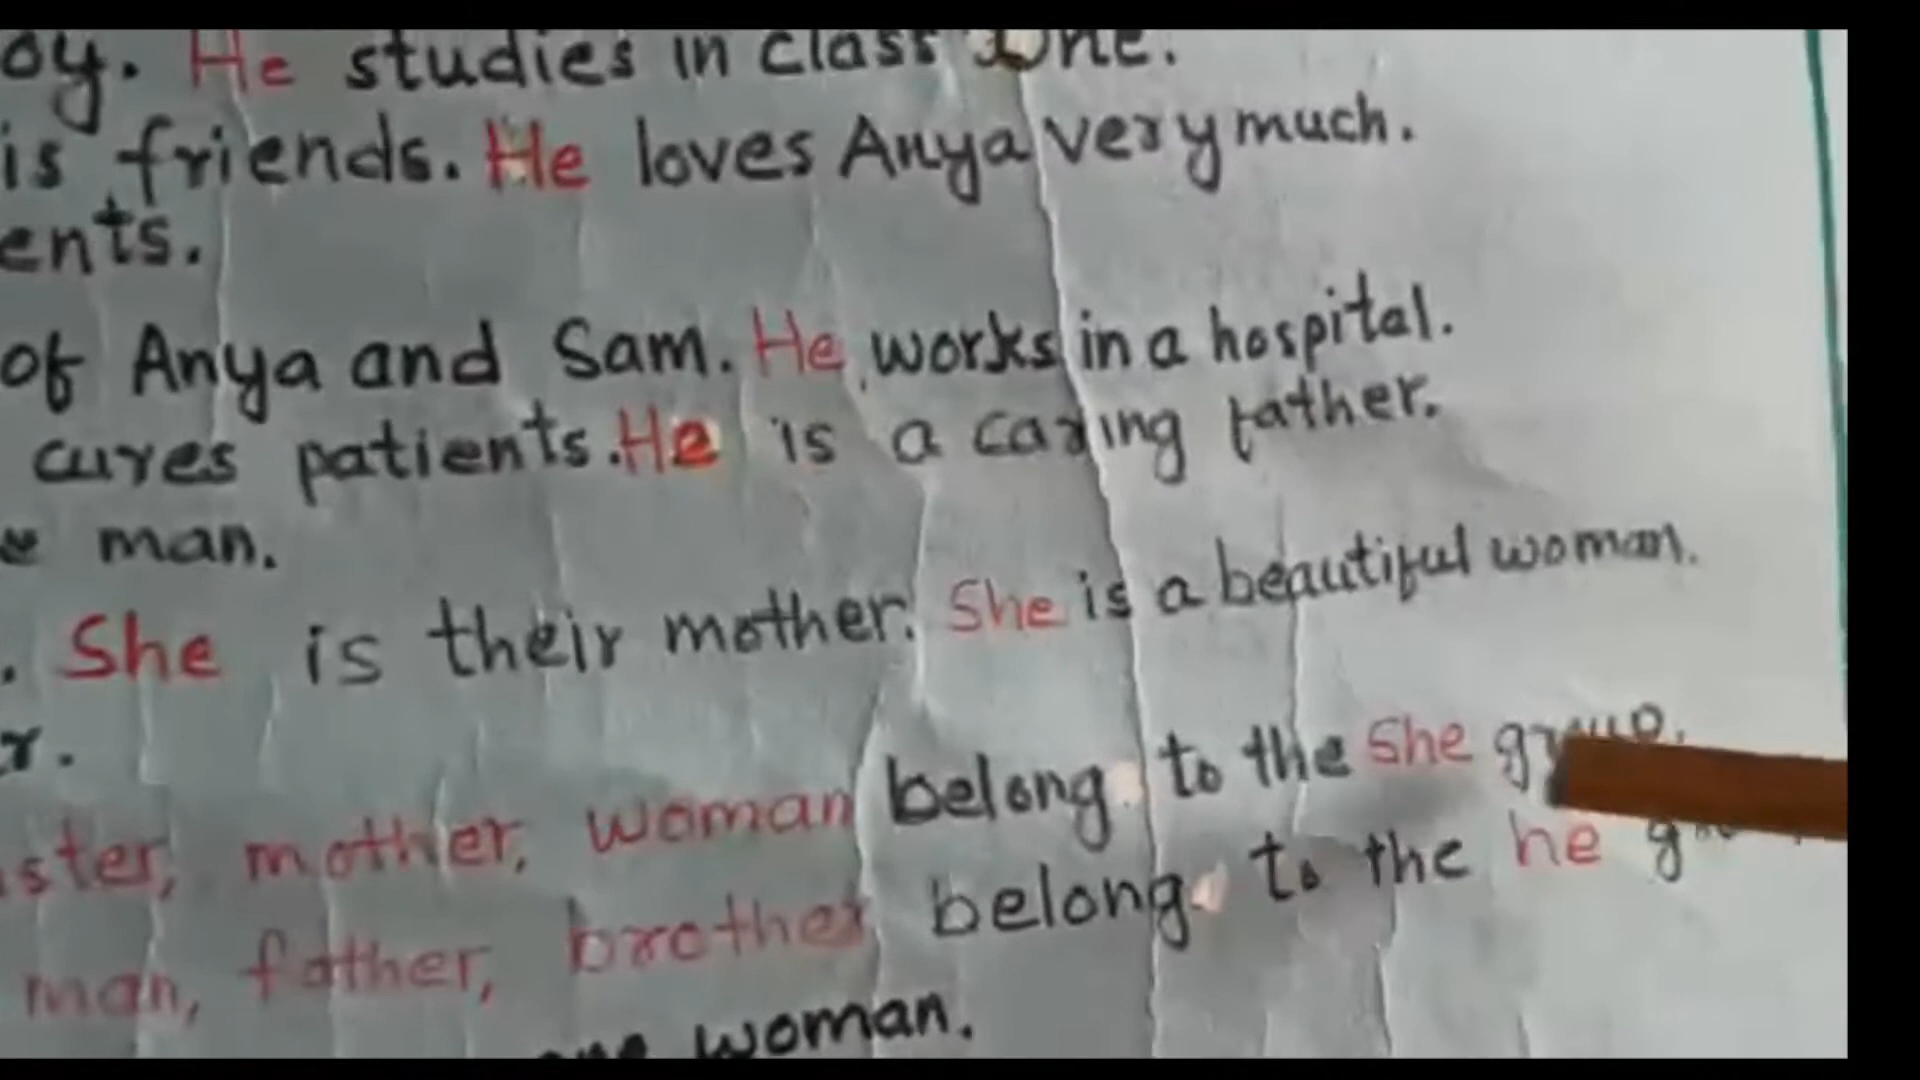 oy. He studies in class One.
is friends. He loves Anya very much.
ents.
of Anya and Sam. He works in a hospital.
cures patients. He is a caring father.
man.
. She is their mother. She is a beautiful woman.
r.
ister, mother, woman belong to the She group.
man, father, brother belong to the he
woman.